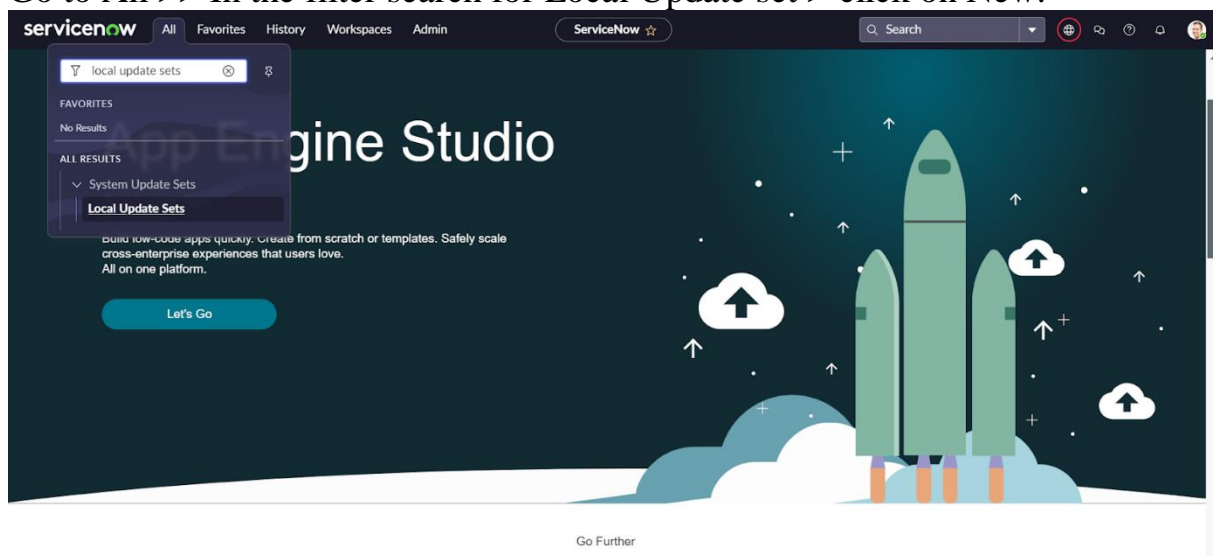 Go to All >> In the filter search for Local Update set > click on New.
servicenow All Favorites History Workspaces Admin ServiceNow ☆ Search
local update sets
FAVORITES
No Results
App Engine Studio
ALL RESULTS
System Update Sets
Local Update Sets
Build low-code apps quickly. Create from scratch or templates. Safely scale
cross-enterprise experiences that users love.
All on one platform.
Let's Go
Go Further